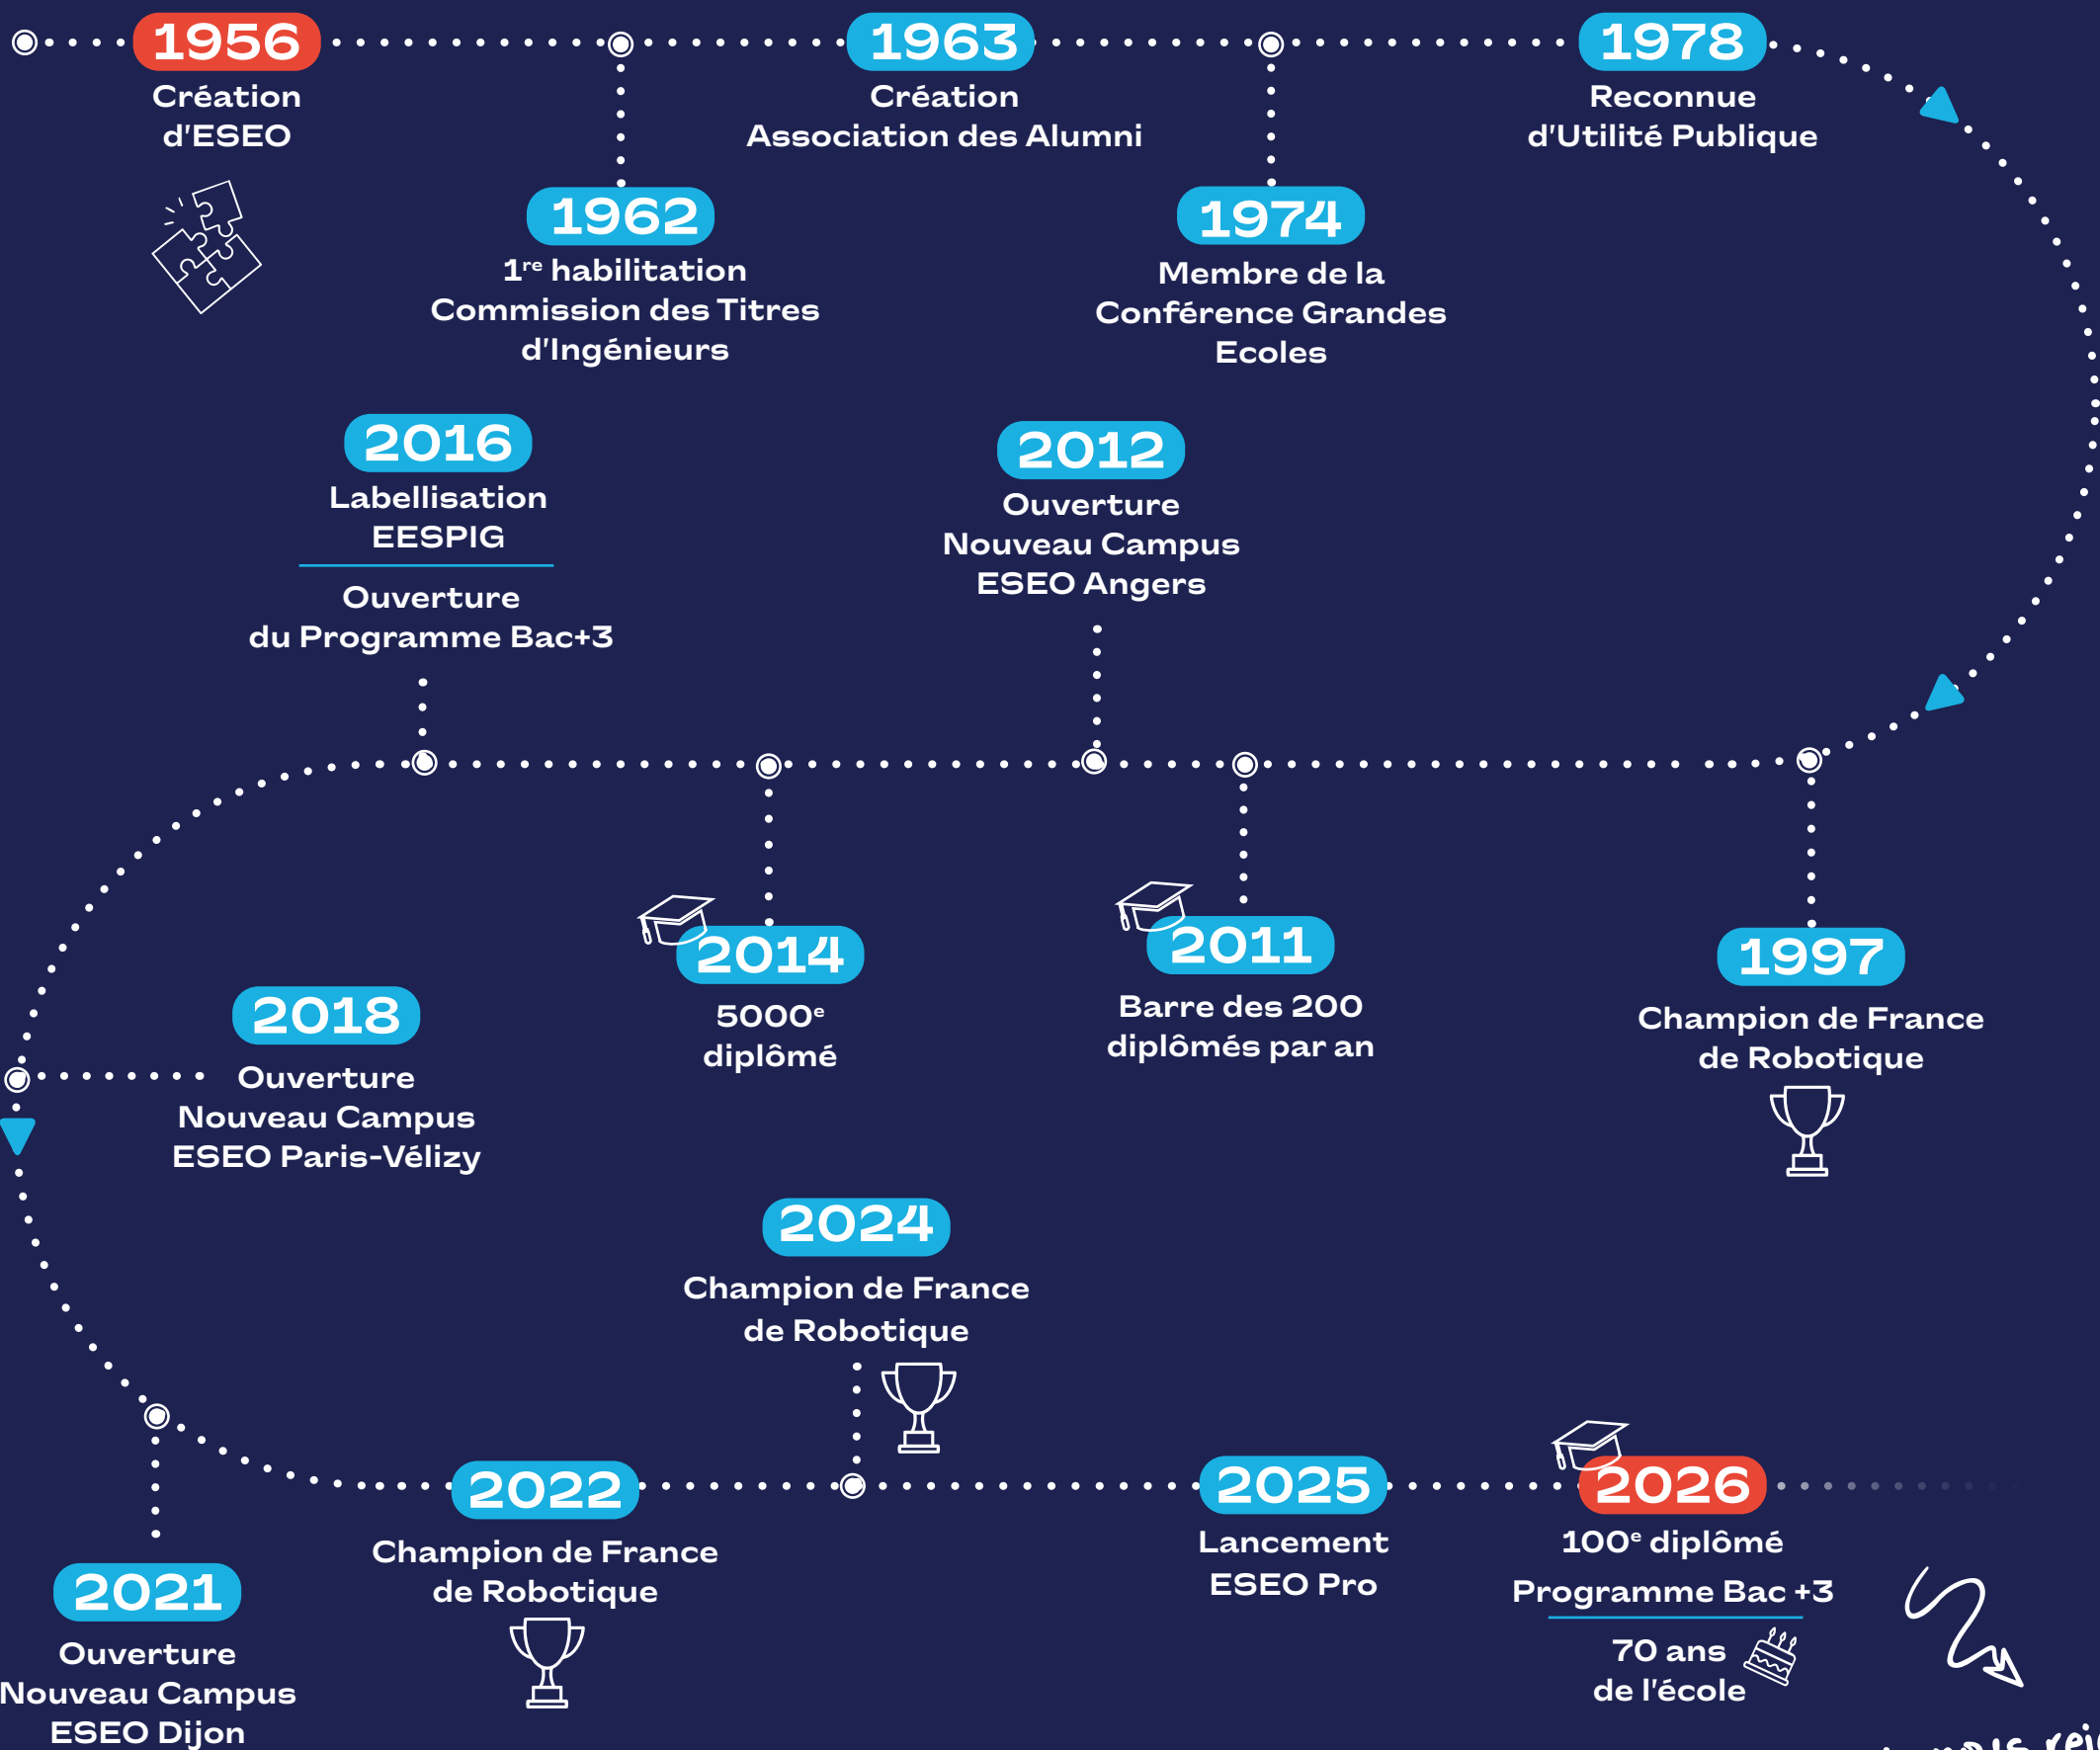 1956
Création
d'ESEO
1962
1re habilitation
Commission des Titres
d'Ingénieurs
1963
Création
Association des Alumni
1974
Membre de la
Conférence Grandes
Ecoles
1978
Reconnue
d'Utilité Publique
1997
Champion de France
de Robotique
2011
Barre des 200
diplômés par an
2012
Ouverture
Nouveau Campus
ESEO Angers
2014
5000e
diplômé
2016
Labellisation
EESPIG
Ouverture
du Programme Bac+3
2018
Ouverture
Nouveau Campus
ESEO Paris-Vélizy
2021
Ouverture
Nouveau Campus
ESEO Dijon
2022
Champion de France
de Robotique
2024
Champion de France
de Robotique
2025
Lancement
ESEO Pro
2026
100e diplômé
Programme Bac +3
70 ans
de l'école